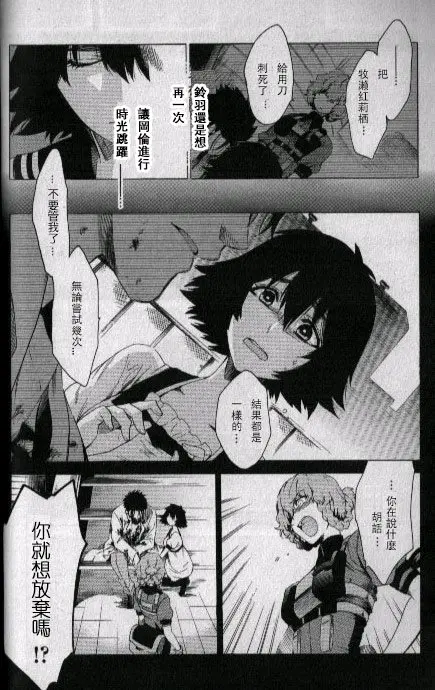 …把——
牧瀨紅莉栖…
給用刀
刺死了…
鈴羽還是想
再一次
讓岡倫進行
時光跳躍——
…不要管我了…
無論嘗試幾次
結果都是
一樣的…
…你在說什麼
胡話…
你就想放棄嗎!?